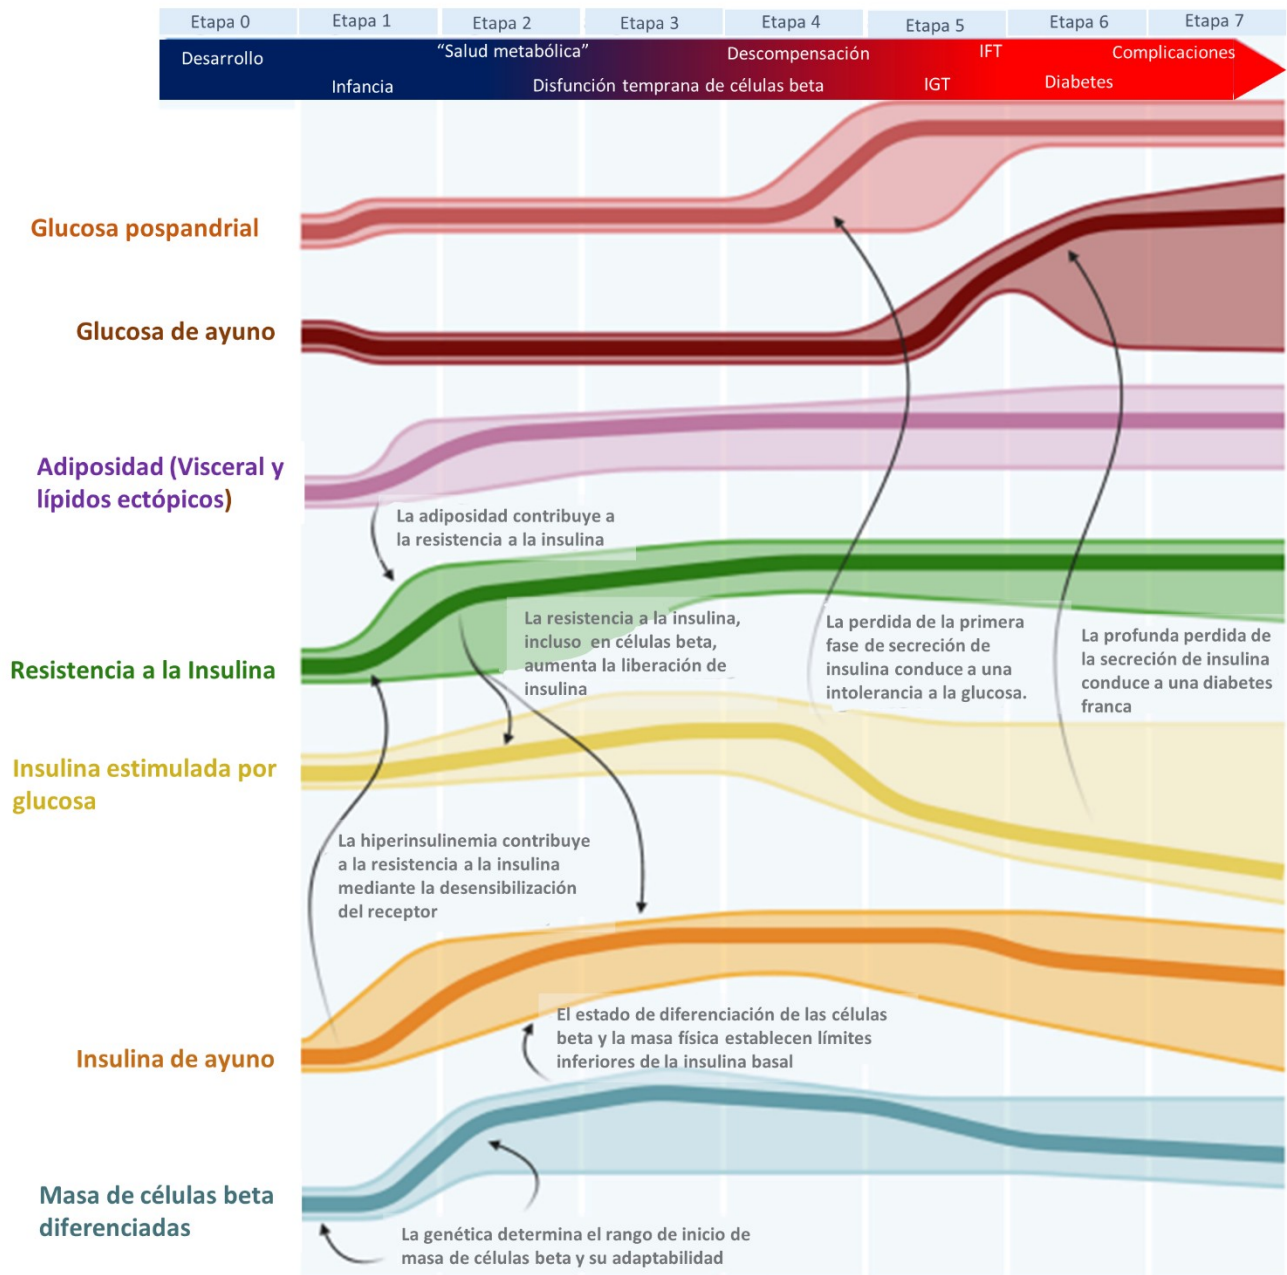 Etapa 0
Etapa 1
Etapa 2
Etapa 3
Etapa 4
Etapa 5
Etapa 6
Etapa 7
Desarrollo
Infancia
“Salud metabólica”
Disfunción temprana de células beta
Descompensación
IGT
IFT
Diabetes
Complicaciones
Glucosa pospandrial
Glucosa de ayuno
Adiposidad (Visceral y
lípidos ectópicos)
La adiposidad contribuye a
la resistencia a la insulina
Resistencia a la Insulina
La resistencia a la insulina,
incluso en células beta,
aumenta la liberación de
insulina
La perdida de la primera
fase de secreción de
insulina conduce a una
intolerancia a la glucosa.
La profunda perdida de
la secreción de insulina
conduce a una diabetes
franca
Insulina estimulada por
glucosa
La hiperinsulinemia contribuye
a la resistencia a la insulina
mediante la desensibilización
del receptor
Insulina de ayuno
El estado de diferenciación de las células
beta y la masa física establecen límites
inferiores de la insulina basal
Masa de células beta
diferenciadas
La genética determina el rango de inicio de
masa de células beta y su adaptabilidad